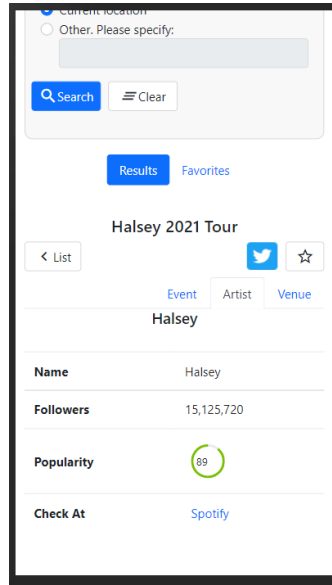 Current location
Other. Please specify:
Search Clear
Results Favorites
Halsey 2021 Tour
List
Event Artist Venue
Halsey
Name Halsey
Followers 15,125,720
Popularity 89
Check At Spotify